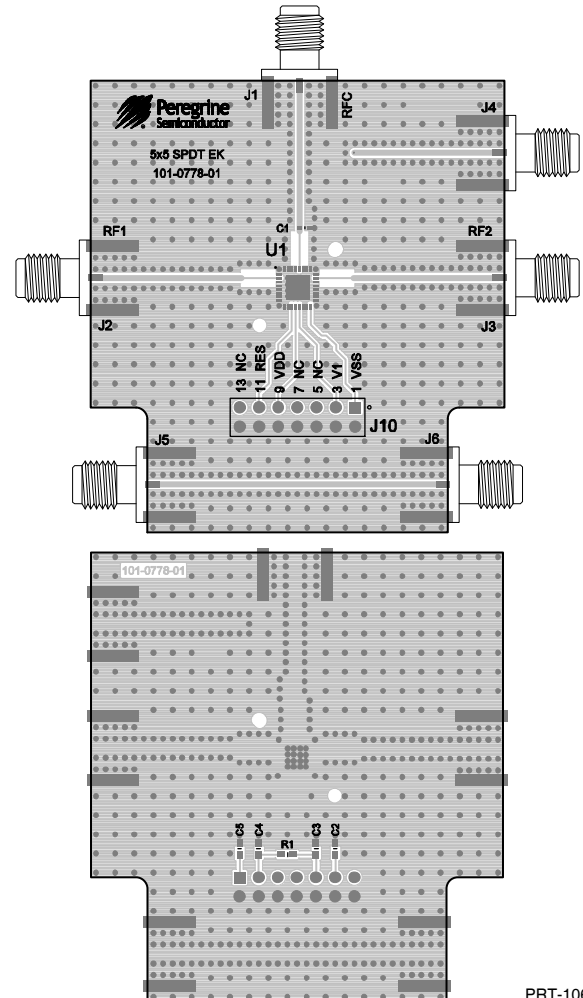 J1
RFC
Peregrine
Semiconductor
J4
5x5 SPDT EK
101-0778-01
C1
RF1
RF2
U1
J2
J3
13 NC
11 RES
9 VDD
7 NC
5 NC
3 V1
1 VSS
J10
J5
J6
101-0778-01
C5
C4
R1
C3
C2